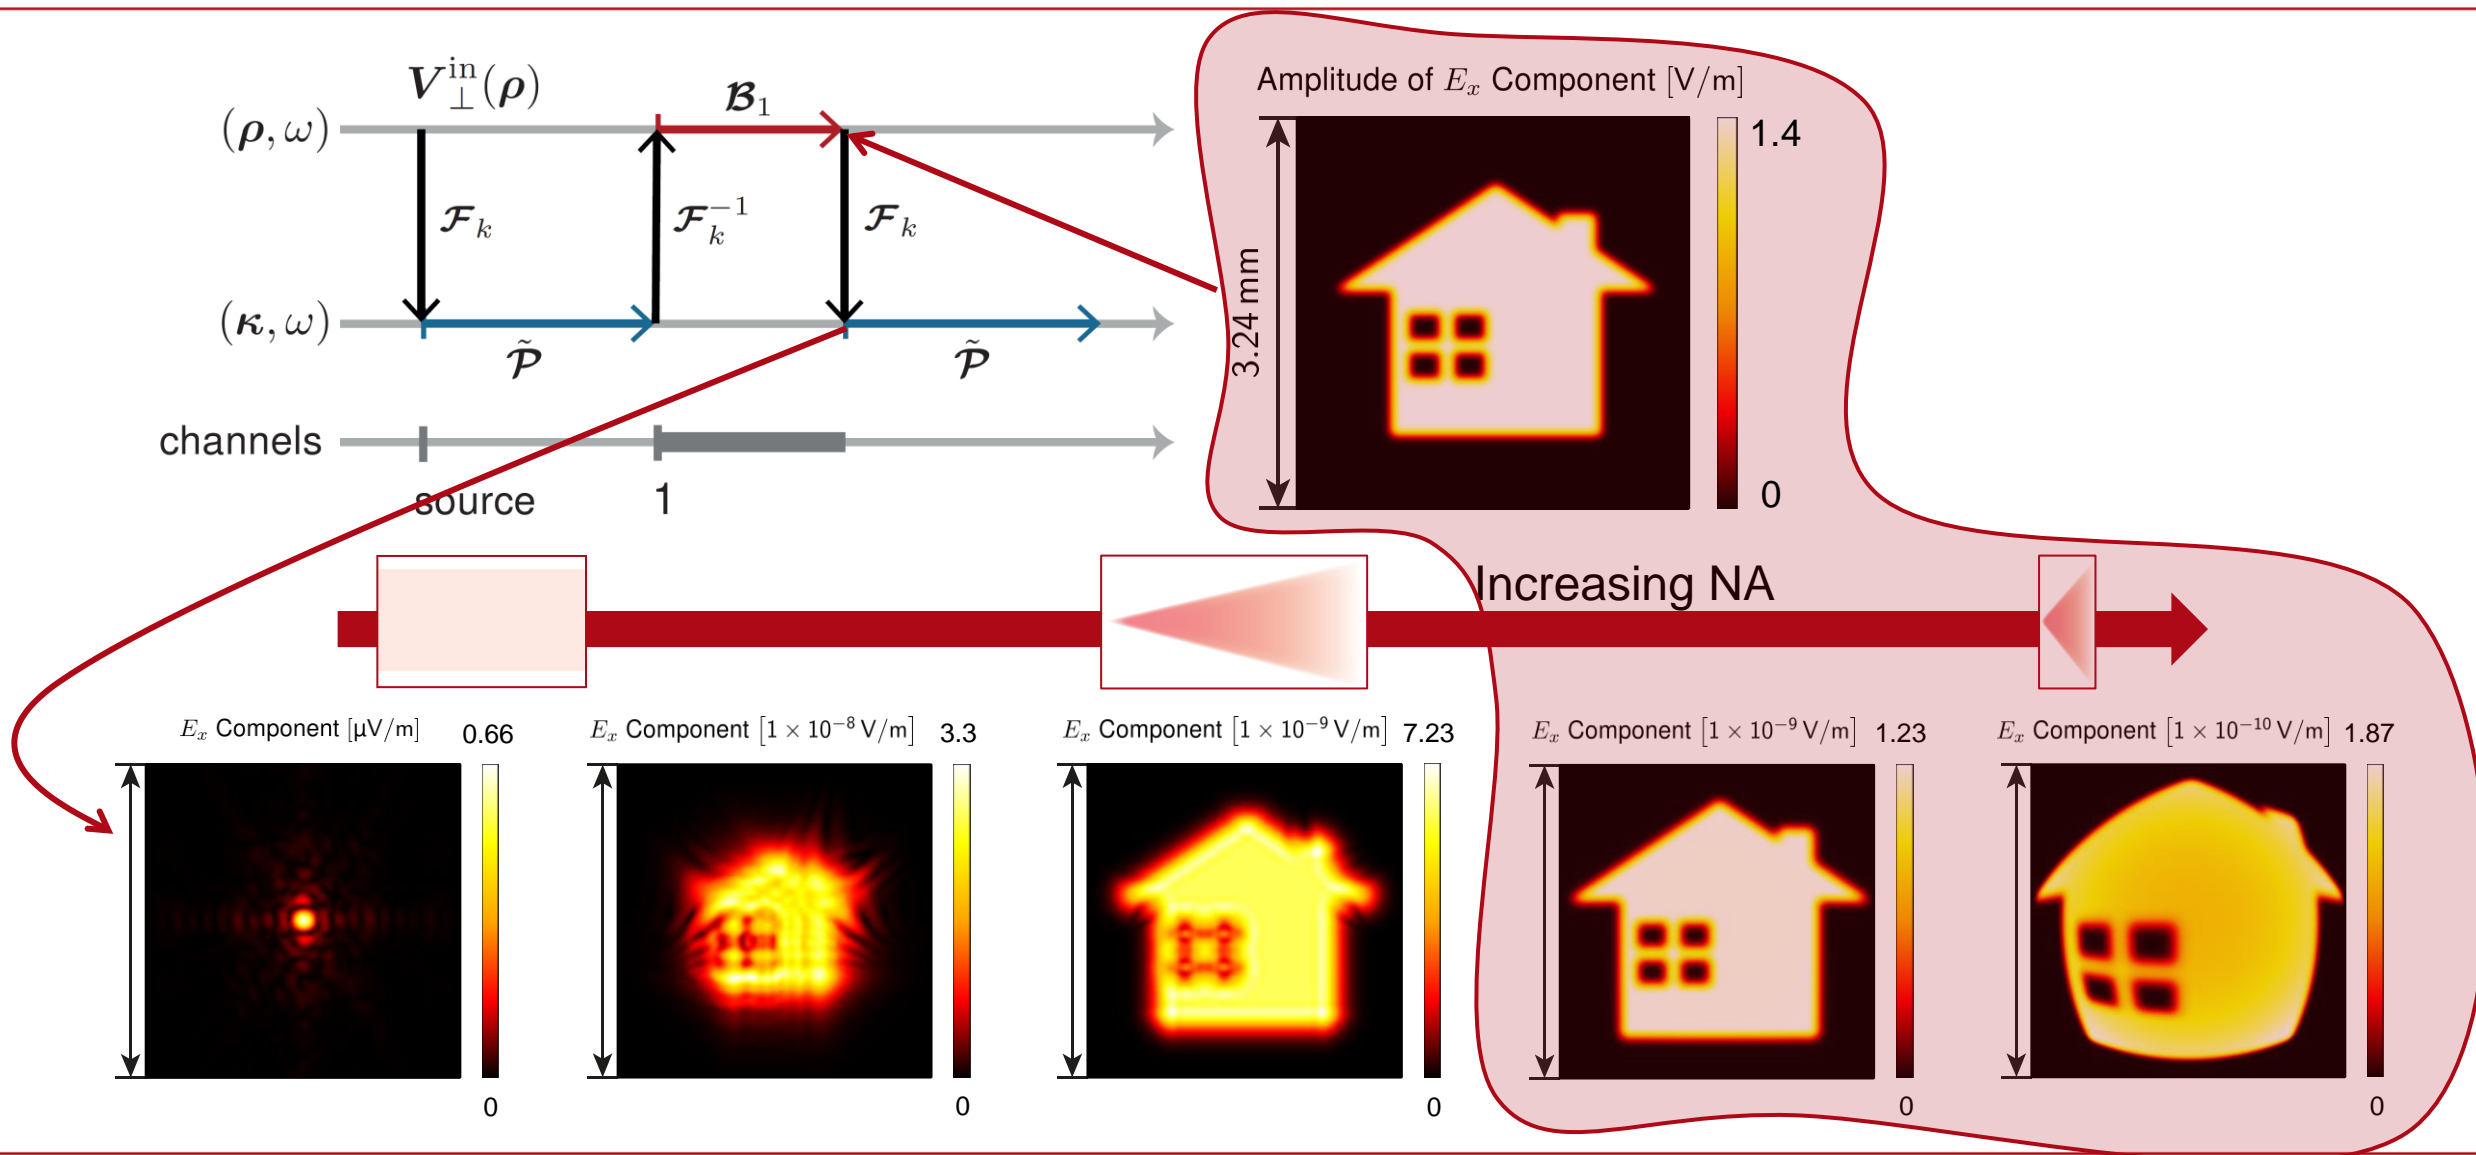 V⊥^in(ρ)
ℬ₁
(ρ, ω)
ℱₖ
ℱₖ⁻¹
ℱₖ
(κ, ω)
𝒫̃
𝒫̃
channels
source
1
Amplitude of Eₓ Component [V/m]
1.4
3.24 mm
0
Increasing NA
Eₓ Component [µV/m]
0.66
0
Eₓ Component [1 × 10⁻⁸ V/m]
3.3
0
Eₓ Component [1 × 10⁻⁹ V/m]
7.23
0
Eₓ Component [1 × 10⁻⁹ V/m]
1.23
0
Eₓ Component [1 × 10⁻¹⁰ V/m]
1.87
0